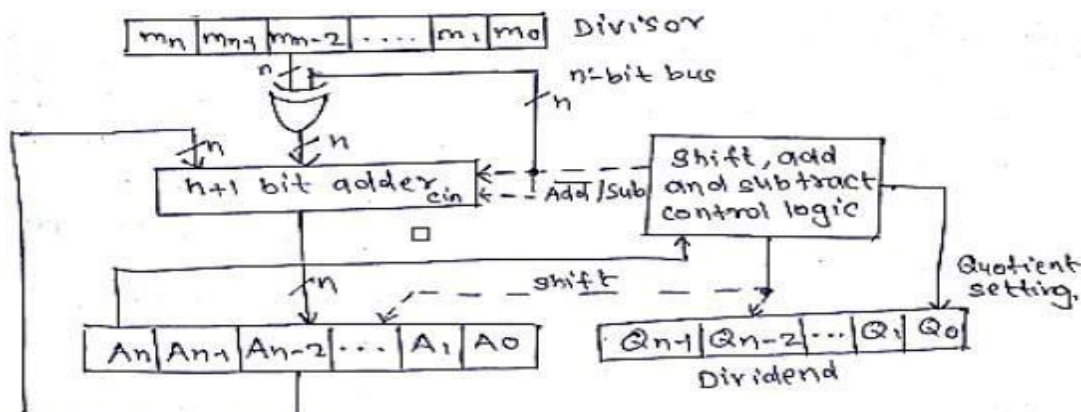 mn mn-1 mn-2 .... m1 m0 Divisor
n
n-bit bus
n
n
n
n+1 bit adder
cin
Add/Sub
shift, add
and subtract
control logic
n
shift
Quotient
setting.
An An-1 An-2 ... A1 A0
Qn-1 Qn-2 ... Q1 Q0
Dividend